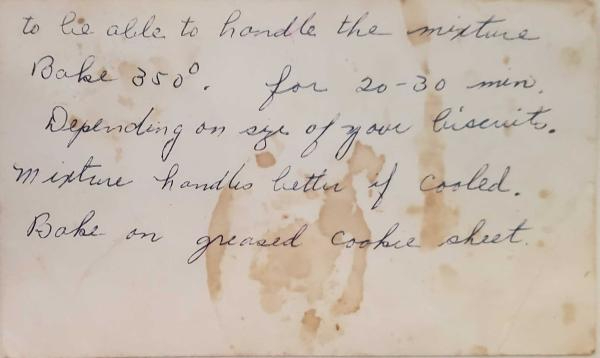 to be able to handle the mixture
Bake 350°. for 20-30 min.
Depending on size of your biscuits.
Mixture handles better if cooled.
Bake on greased cookie sheet.